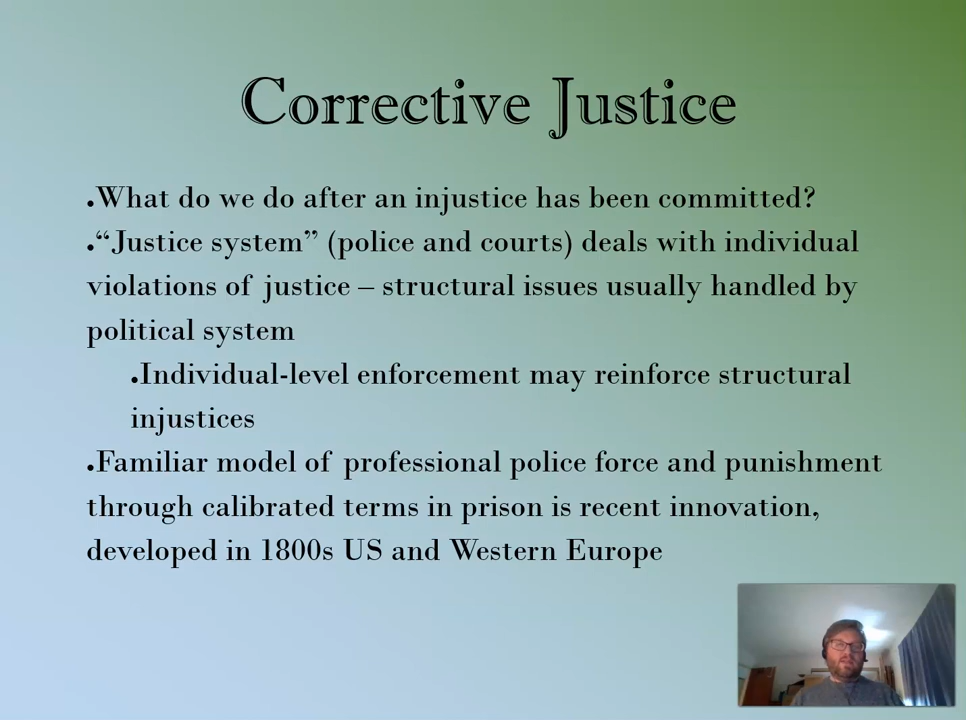 Corrective Justice
.What do we do after an injustice has been committed?
.“Justice system” (police and courts) deals with individual
violations of justice – structural issues usually handled by
political system
.Individual-level enforcement may reinforce structural
injustices
.Familiar model of professional police force and punishment
through calibrated terms in prison is recent innovation,
developed in 1800s US and Western Europe